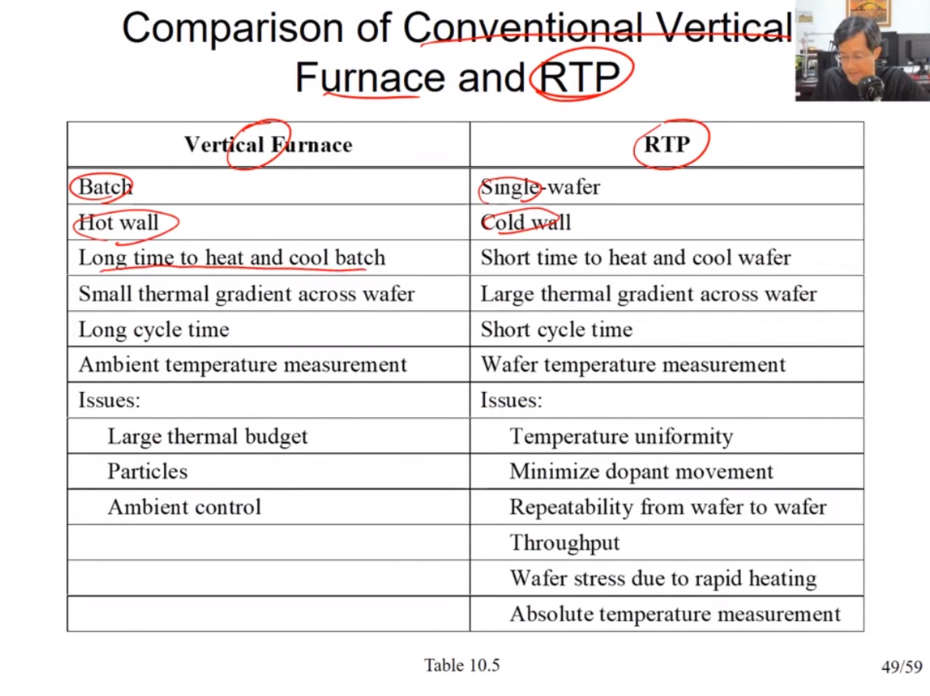 Comparison of Conventional Vertical
Furnace and RTP
Vertical Furnace RTP
Batch Single-wafer
Hot wall Cold wall
Long time to heat and cool batch Short time to heat and cool wafer
Small thermal gradient across wafer Large thermal gradient across wafer
Long cycle time Short cycle time
Ambient temperature measurement Wafer temperature measurement
Issues: Issues:
Large thermal budget Temperature uniformity
Particles Minimize dopant movement
Ambient control Repeatability from wafer to wafer
Throughput
Wafer stress due to rapid heating
Absolute temperature measurement
Table 10.5 49/59